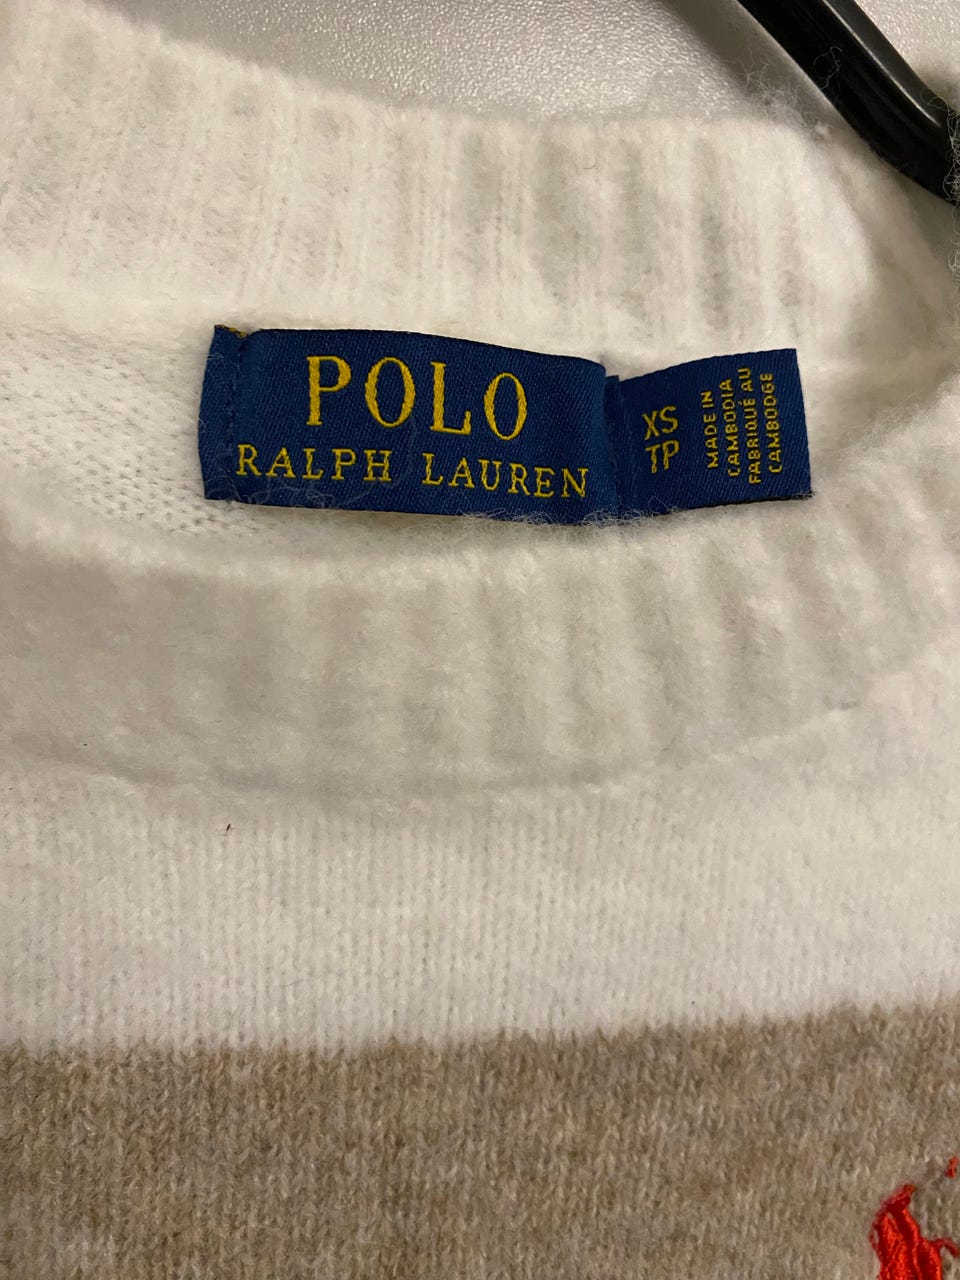 POLO
RALPH LAUREN
XS
TP
MADE IN
CAMBODIA
FABRIQUÉ AU
CAMBODGE